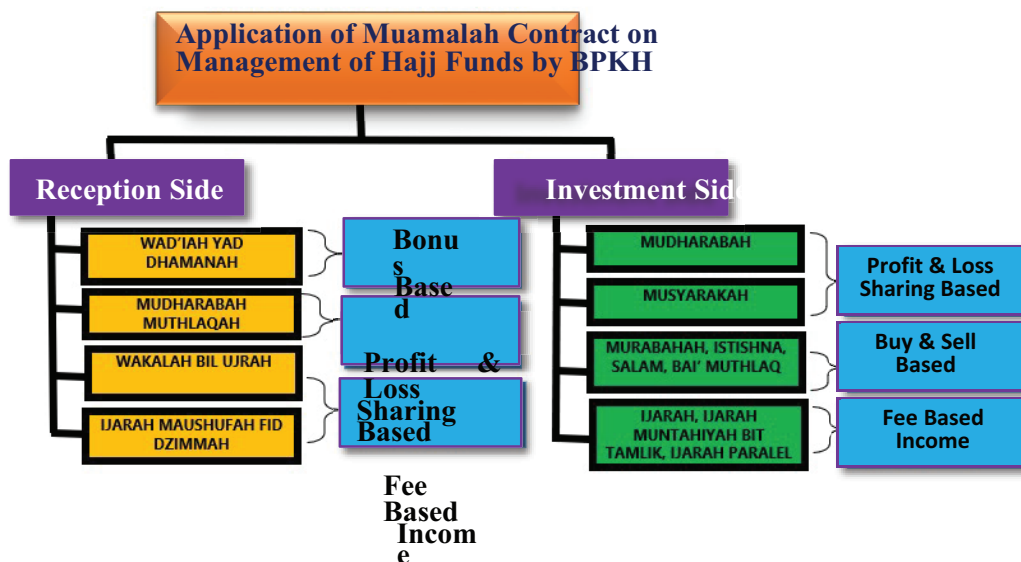 Application of Muamalah Contract on
Management of Hajj Funds by BPKH
Reception Side
WAD'IAH YAD
DHAMANAH
MUDHARABAH
MUTHLAQAH
WAKALAH BIL UJRAH
IJARAH MAUSHUFAH FID
DZIMMAH
Bonu
s
Base
d
Profit &
Loss
Sharing
Based
Fee
Based
Incom
e
Investment Side
MUDHARABAH
MUSYARAKAH
MURABAHAH, ISTISHNA,
SALAM, BAI' MUTHLAQ
IJARAH, IJARAH
MUNTAHIYAH BIT
TAMLIK, IJARAH PARALEL
Profit & Loss
Sharing Based
Buy & Sell
Based
Fee Based
Income